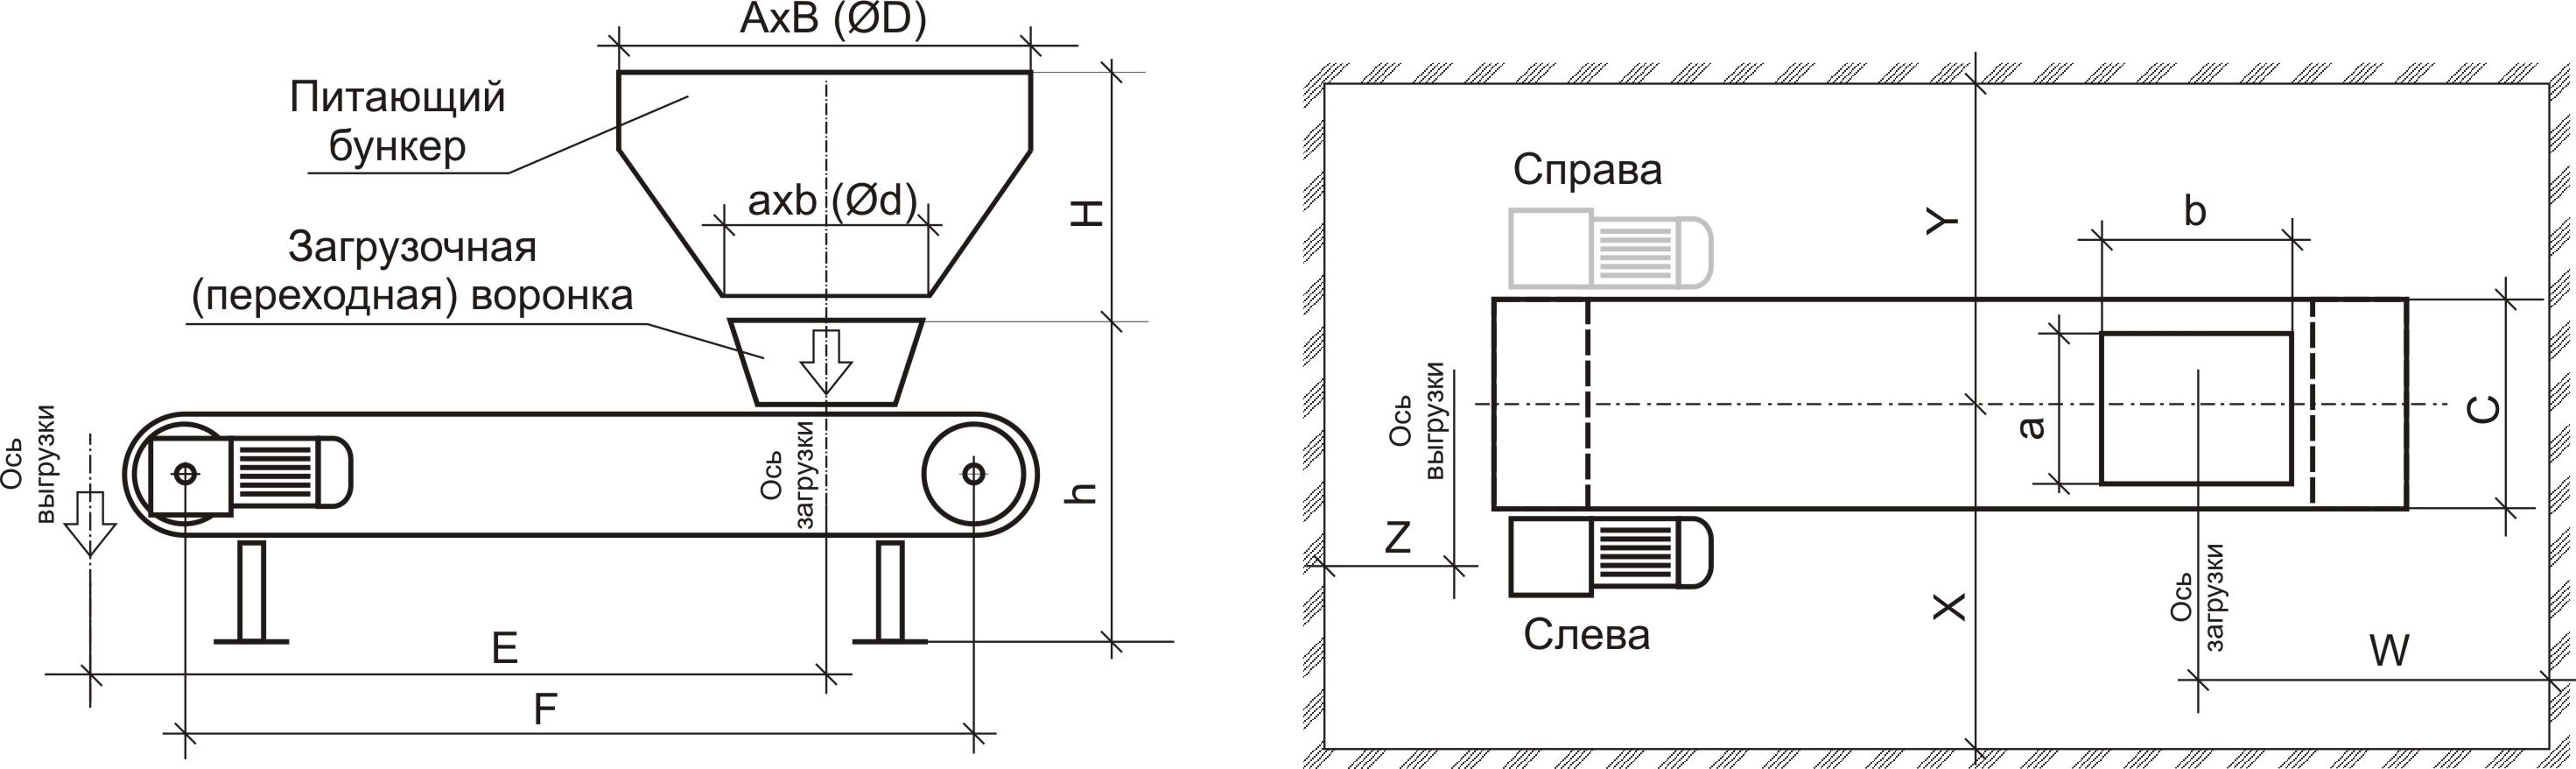 AxB (ØD)
Питающий
бункер
axb (Ød)
H
Загрузочная
(переходная) воронка
Ось
выгрузки
Ось
загрузки
h
E
F
Справа
Y
b
Ось
выгрузки
a
C
Z
X
Слева
Ось
загрузки
W